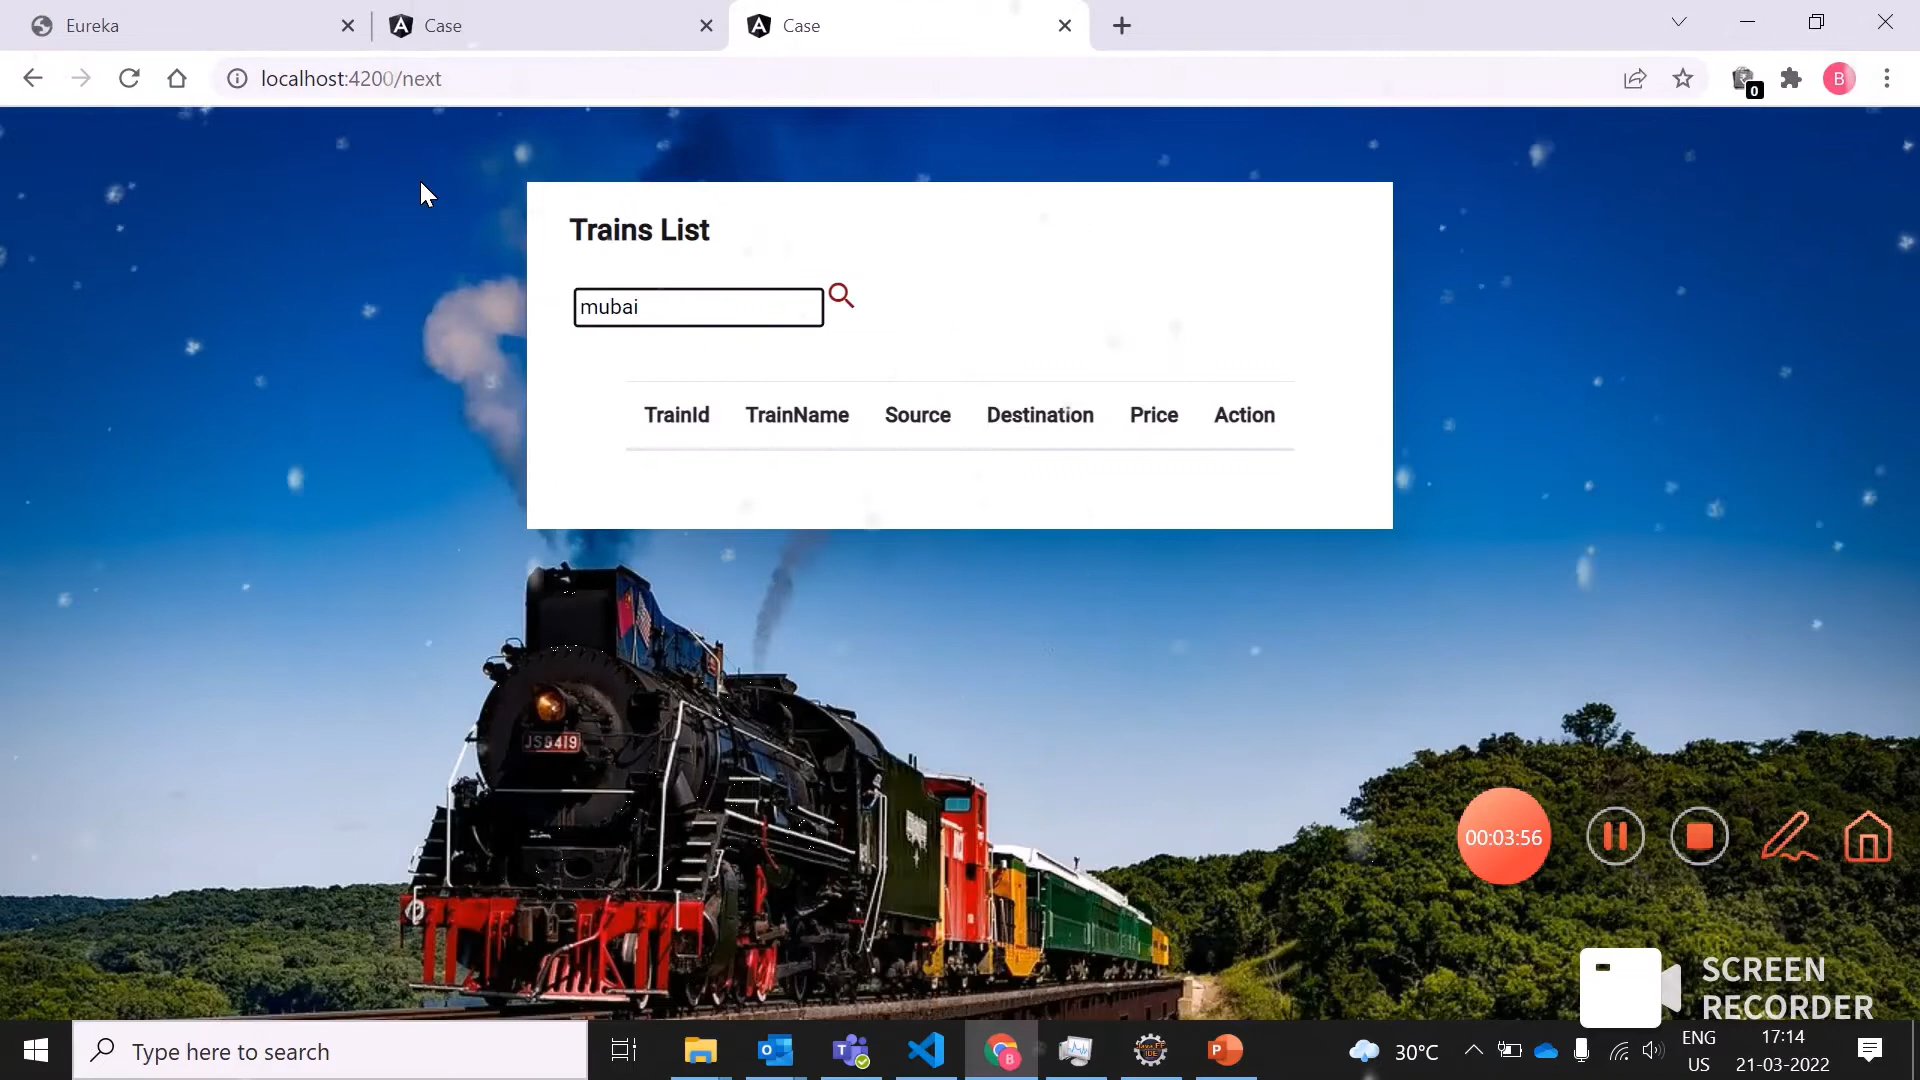 Eureka
Case
Case
localhost:4200/next
0
B
Trains List
mubai
TrainId TrainName Source Destination Price Action
JS8419
00:03:56
SCREEN
RECORDER
Type here to search
30°C
ENG
US
17:14
21-03-2022